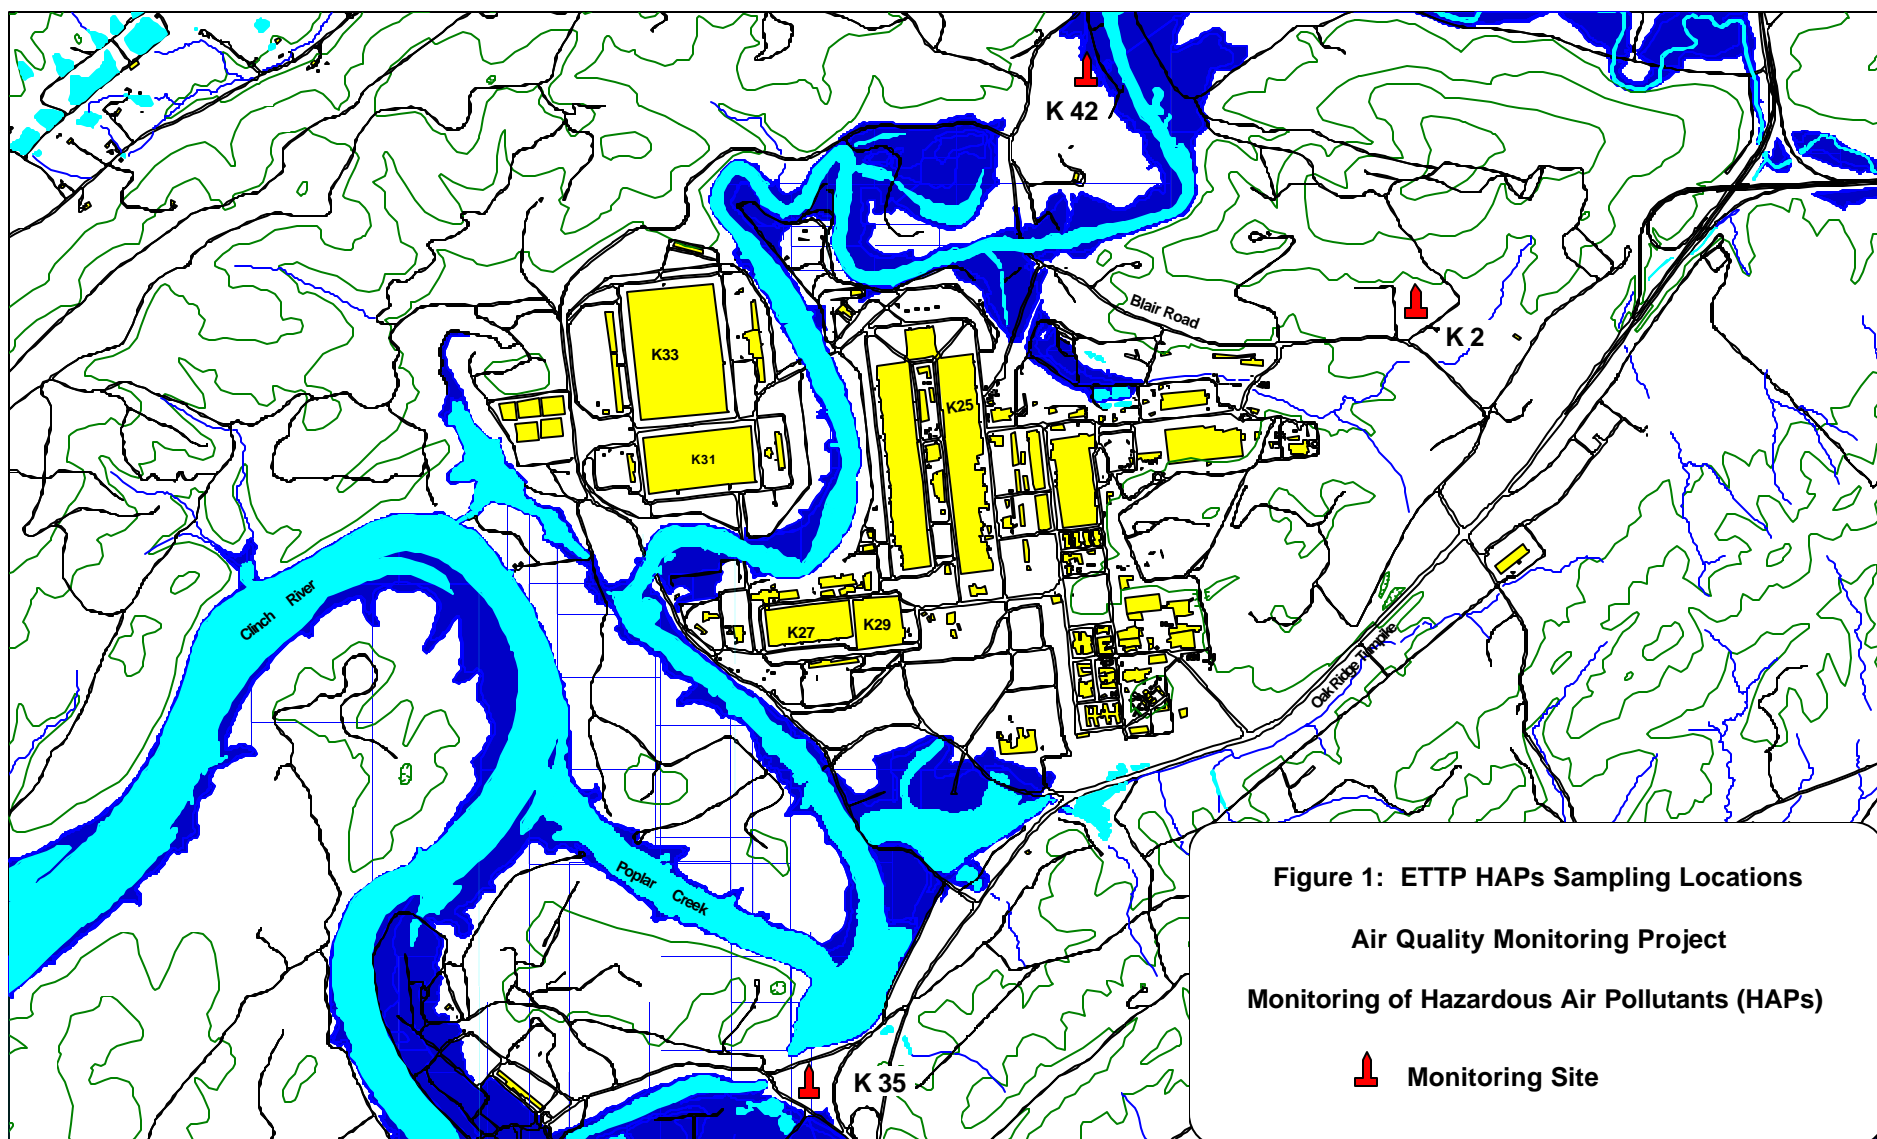 K 42
Blair Road
K 2
K33
K25
K31
Clinch River
K27
K29
Oak Ridge Turnpike
Poplar Creek
K 35
Figure 1: ETTP HAPs Sampling Locations
Air Quality Monitoring Project
Monitoring of Hazardous Air Pollutants (HAPs)
Monitoring Site